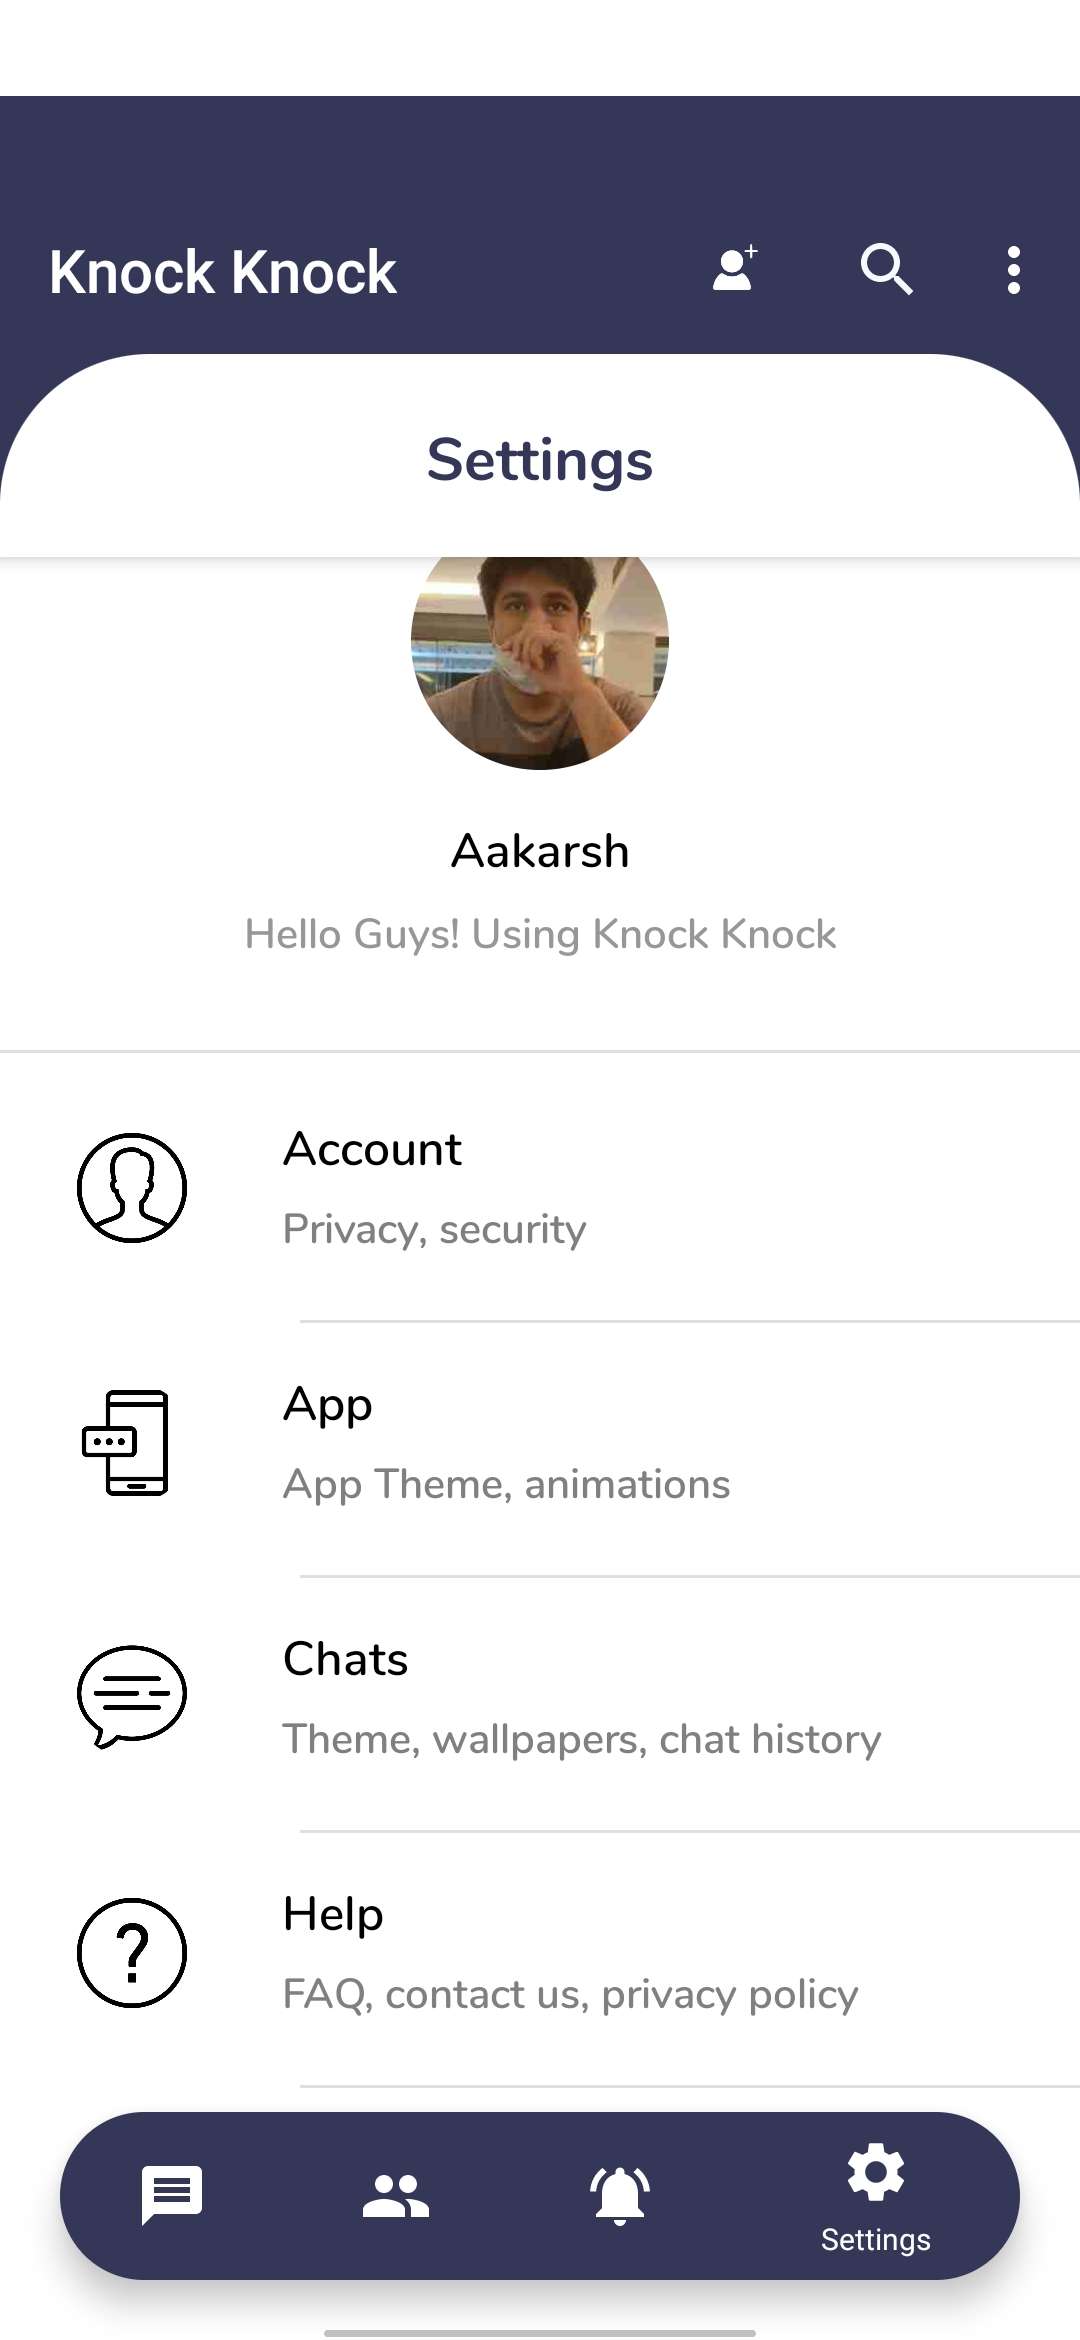 Knock Knock
Settings
Aakarsh
Hello Guys! Using Knock Knock
Account
Privacy, security
App
App Theme, animations
Chats
Theme, wallpapers, chat history
Help
FAQ, contact us, privacy policy
Settings